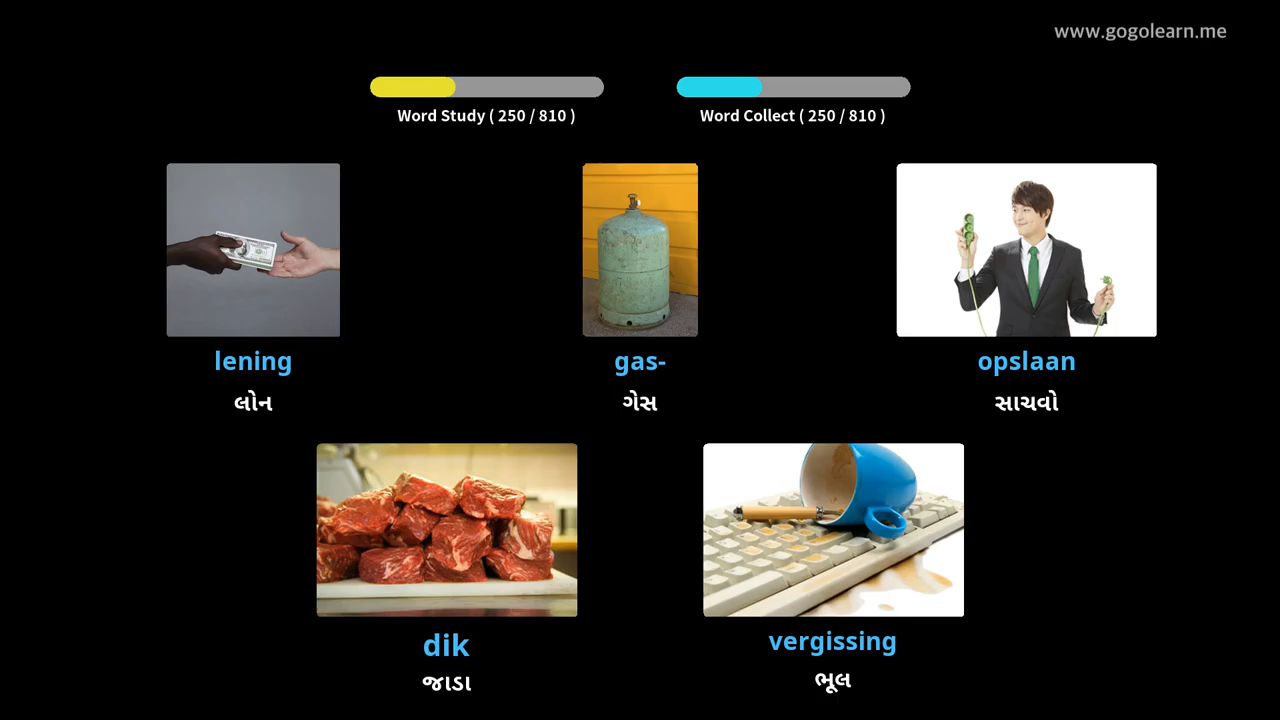 www.gogolearn.me
Word Study ( 250 / 810 )
Word Collect ( 250 / 810 )
lening
gas-
opslaan
લોન
ગેસ
સાચવો
dik
vergissing
જાડા
ભૂલ